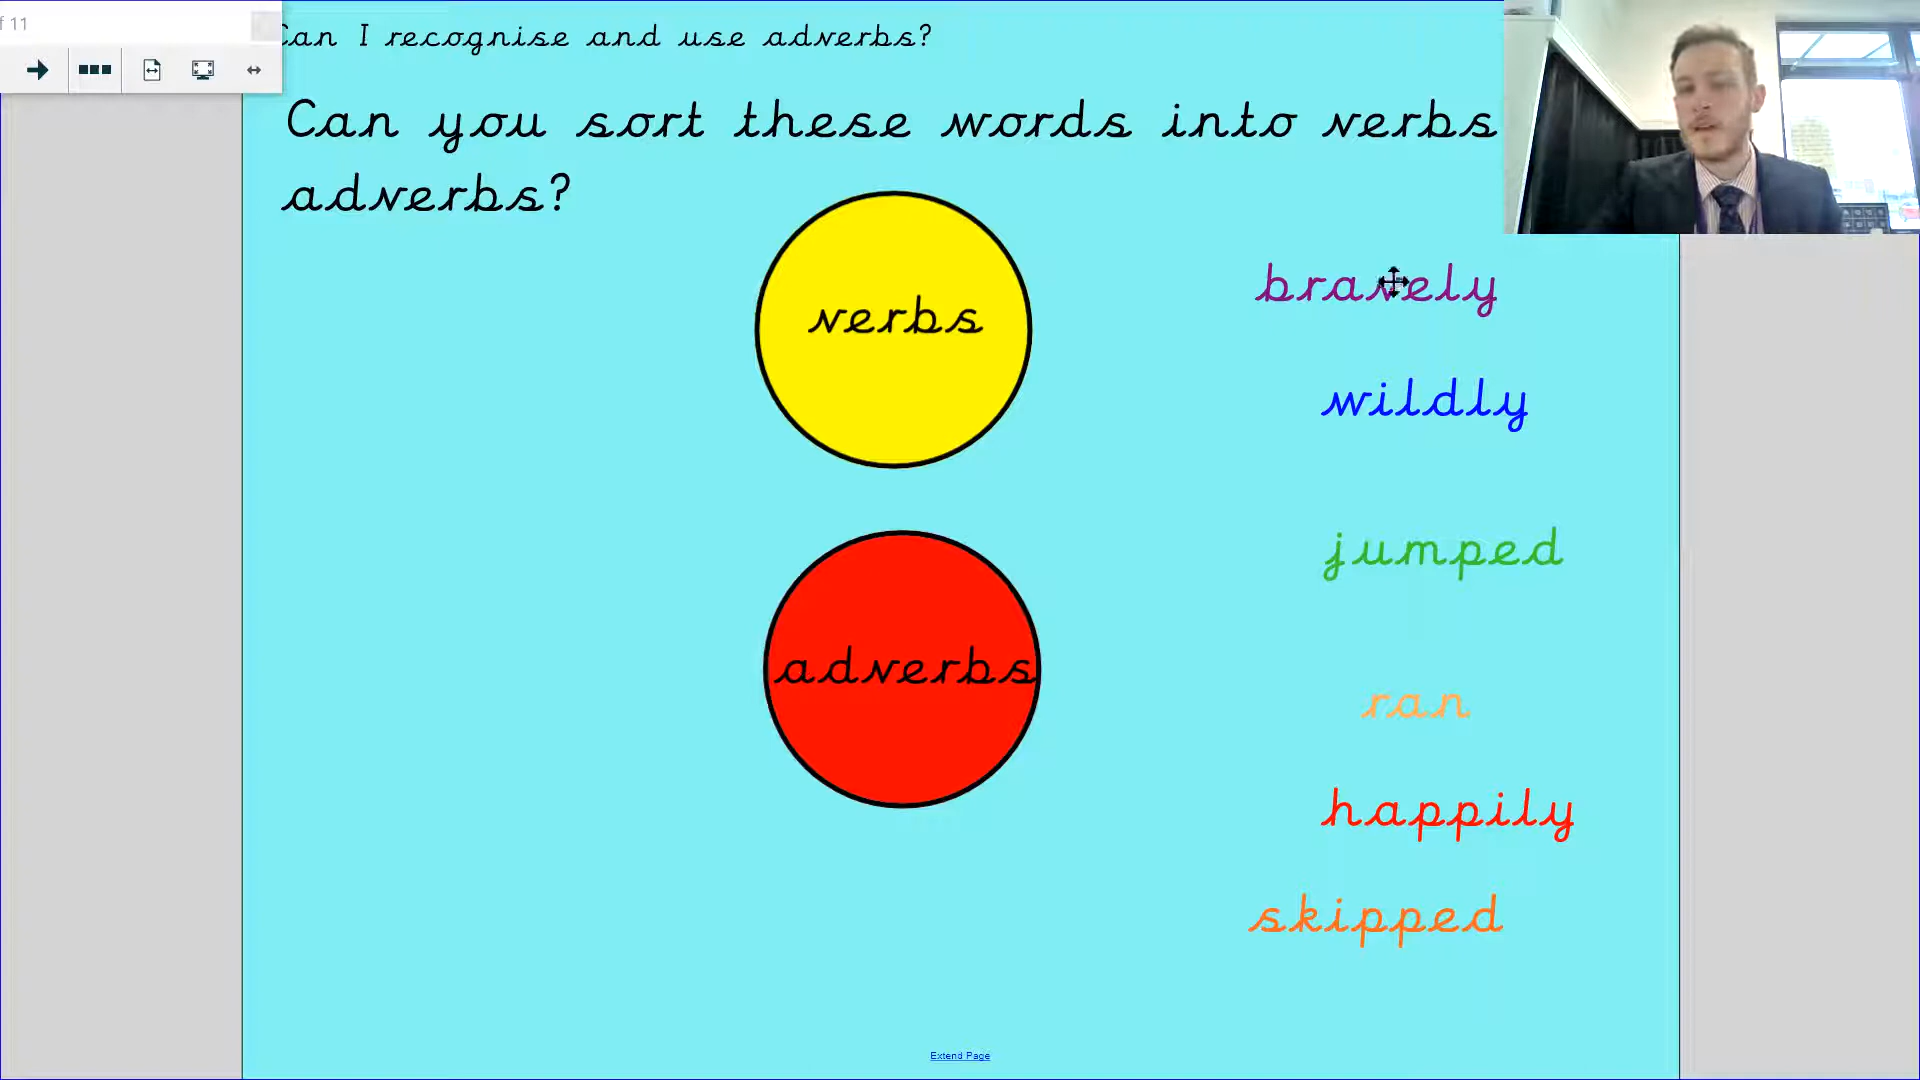 f 11
Can I recognise and use adverbs?
Can you sort these words into verbs
adverbs?
verbs
bravely
wildly
jumped
adverbs
ran
happily
skipped
Extend Page